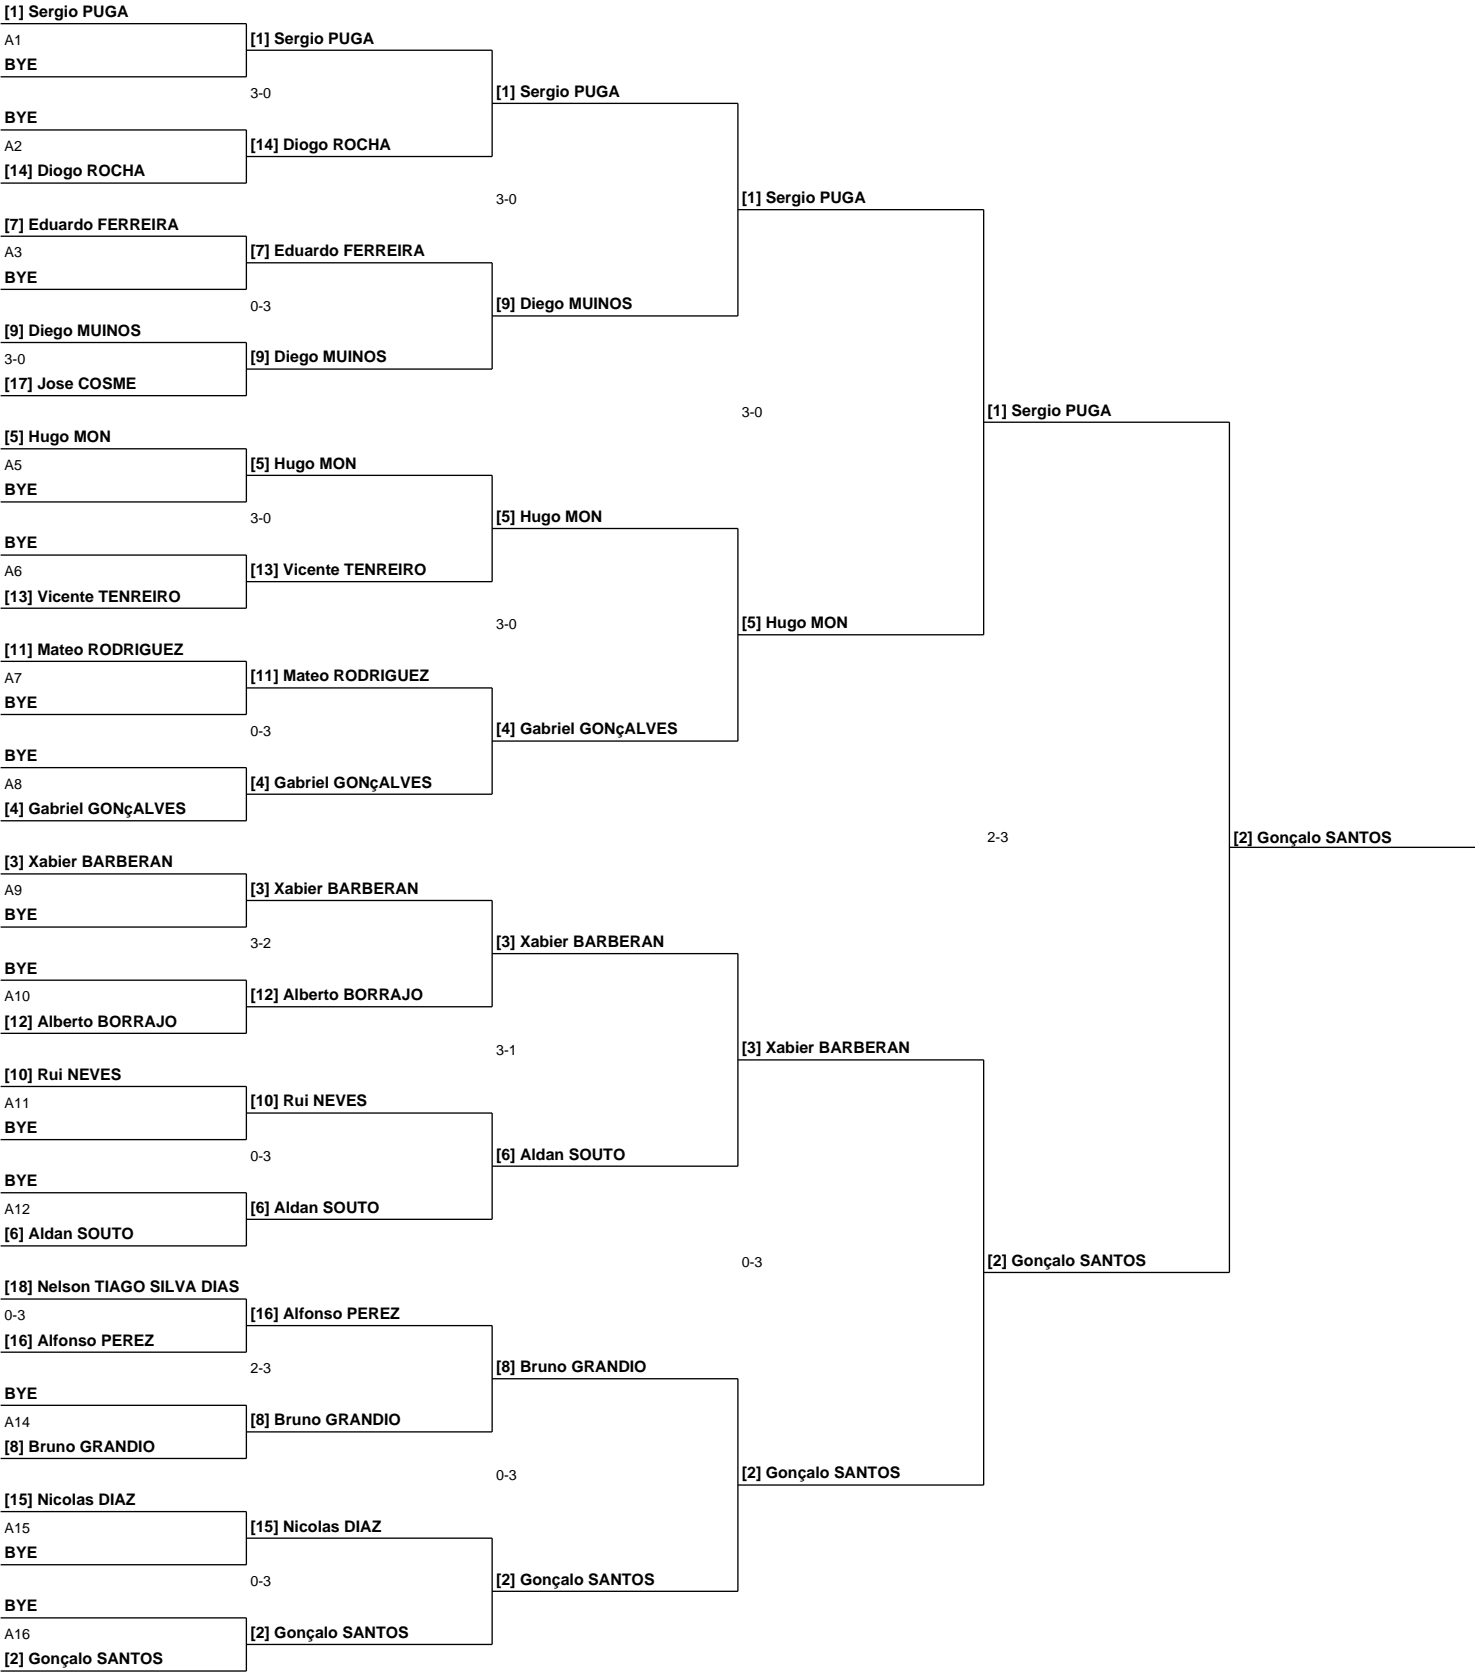 [1] Sergio PUGA
A1
BYE
[1] Sergio PUGA
3-0
BYE
A2
[14] Diogo ROCHA
[14] Diogo ROCHA
[1] Sergio PUGA
3-0
[7] Eduardo FERREIRA
A3
BYE
[7] Eduardo FERREIRA
0-3
[9] Diego MUINOS
3-0
[17] Jose COSME
[9] Diego MUINOS
[9] Diego MUINOS
[1] Sergio PUGA
3-0
[5] Hugo MON
A5
BYE
[5] Hugo MON
3-0
BYE
A6
[13] Vicente TENREIRO
[13] Vicente TENREIRO
[5] Hugo MON
3-0
[11] Mateo RODRIGUEZ
A7
BYE
[11] Mateo RODRIGUEZ
0-3
BYE
A8
[4] Gabriel GONçALVES
[4] Gabriel GONçALVES
[4] Gabriel GONçALVES
[5] Hugo MON
[1] Sergio PUGA
2-3
[3] Xabier BARBERAN
A9
BYE
[3] Xabier BARBERAN
3-2
BYE
A10
[12] Alberto BORRAJO
[12] Alberto BORRAJO
[3] Xabier BARBERAN
3-1
[10] Rui NEVES
A11
BYE
[10] Rui NEVES
0-3
BYE
A12
[6] Aldan SOUTO
[6] Aldan SOUTO
[6] Aldan SOUTO
[3] Xabier BARBERAN
0-3
[18] Nelson TIAGO SILVA DIAS
0-3
[16] Alfonso PEREZ
[16] Alfonso PEREZ
2-3
BYE
A14
[8] Bruno GRANDIO
[8] Bruno GRANDIO
[8] Bruno GRANDIO
0-3
[15] Nicolas DIAZ
A15
BYE
[15] Nicolas DIAZ
0-3
BYE
A16
[2] Gonçalo SANTOS
[2] Gonçalo SANTOS
[2] Gonçalo SANTOS
[2] Gonçalo SANTOS
[2] Gonçalo SANTOS
[2] Gonçalo SANTOS